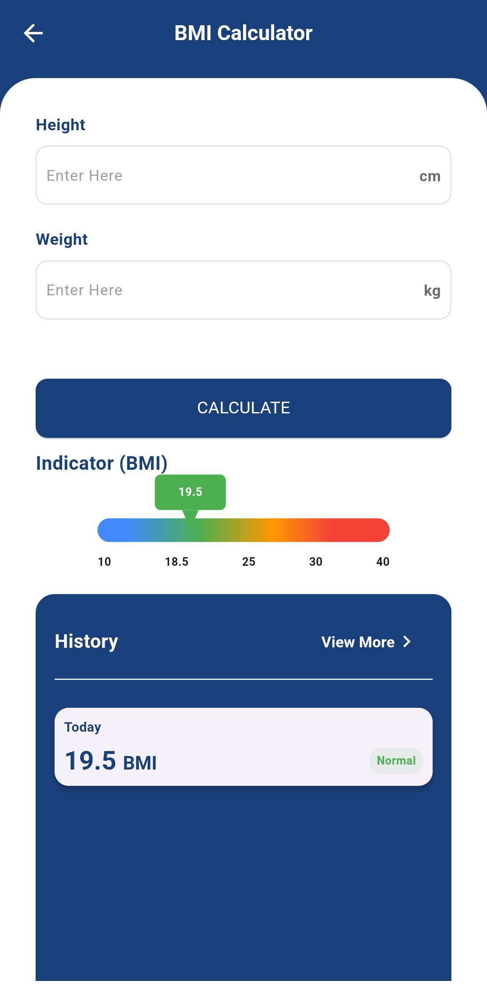 BMI Calculator
Height
Enter Here cm
Weight
Enter Here kg
CALCULATE
Indicator (BMI)
19.5
10 18.5 25 30 40
History View More
Today
19.5 BMI Normal